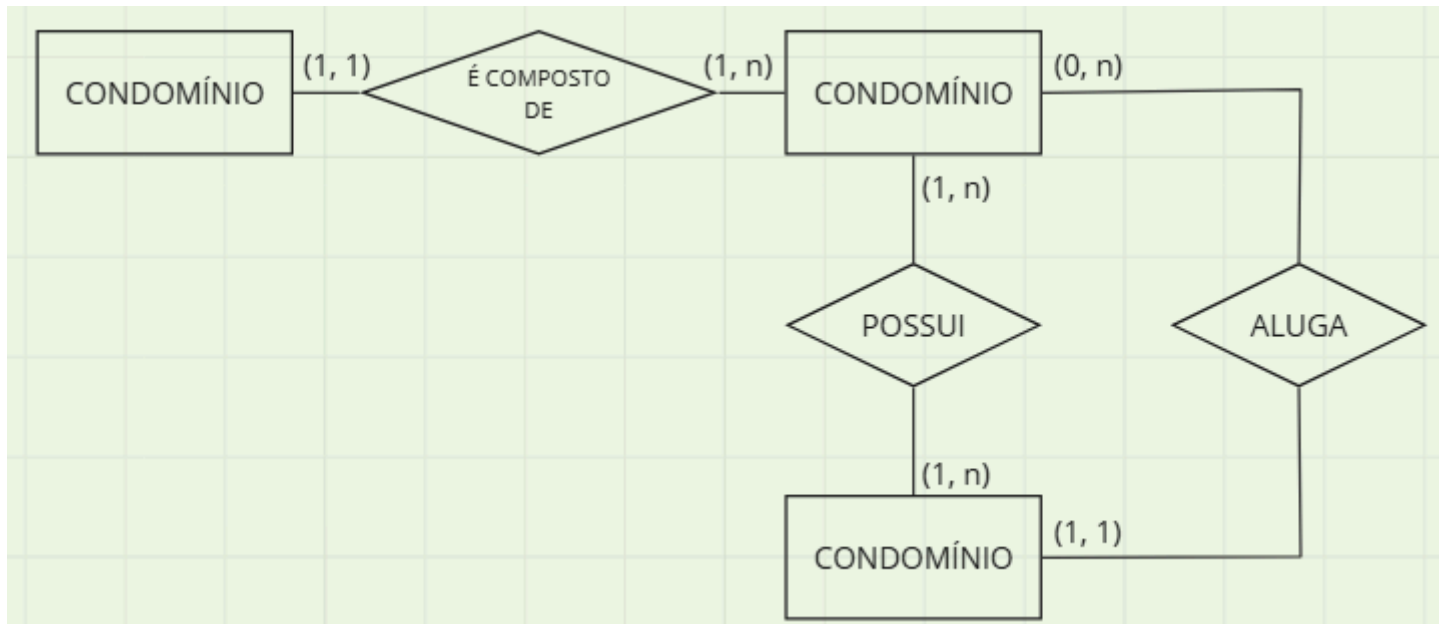 CONDOMÍNIO
(1, 1)
É COMPOSTO
DE
(1, n)
CONDOMÍNIO
(0, n)
(1, n)
POSSUI
ALUGA
(1, n)
CONDOMÍNIO
(1, 1)